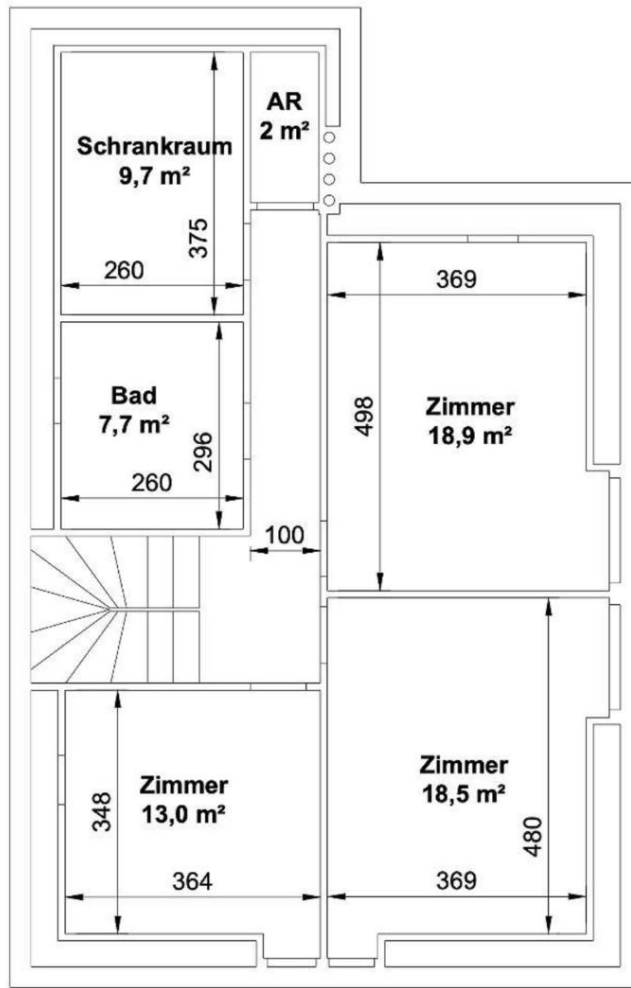 AR
2 m²
Schrankraum
9,7 m²
375
260
369
Bad
7,7 m²
296
260
498
Zimmer
18,9 m²
100
Zimmer
13,0 m²
348
364
Zimmer
18,5 m²
480
369